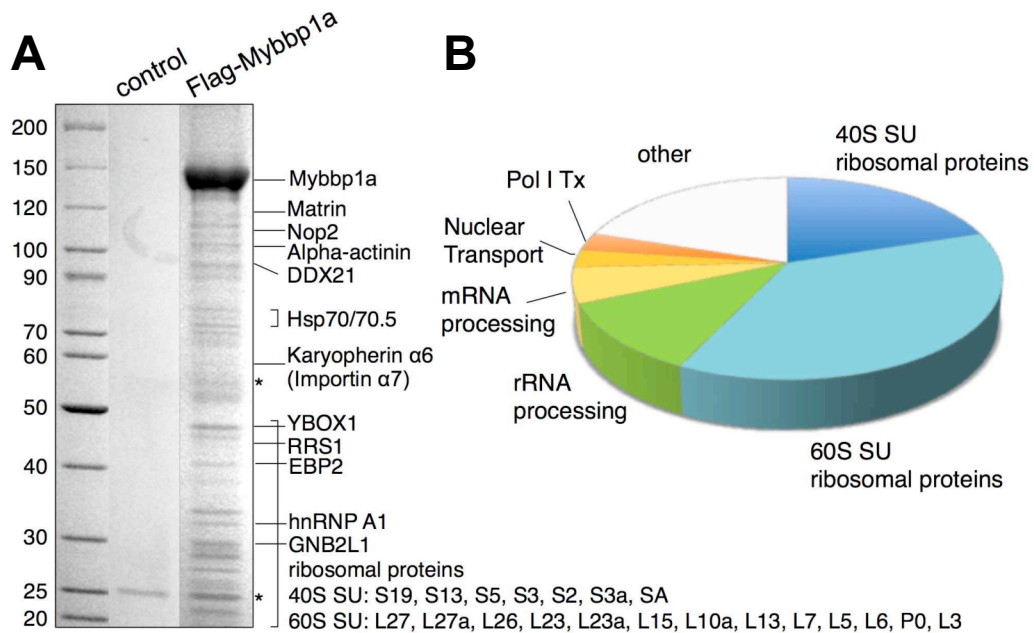 A
control
Flag-Mybbp1a
200
150
120
100
90
70
60
50
40
30
25
20
Mybbp1a
Matrin
Nop2
Alpha-actinin
DDX21
Hsp70/70.5
Karyopherin α6
(Importin α7)
*
YBOX1
RRS1
EBP2
hnRNP A1
GNB2L1
ribosomal proteins
40S SU: S19, S13, S5, S3, S2, S3a, SA
*
60S SU: L27, L27a, L26, L23, L23a, L15, L10a, L13, L7, L5, L6, P0, L3
B
40S SU
ribosomal proteins
other
Pol I Tx
Nuclear
Transport
mRNA
processing
rRNA
processing
60S SU
ribosomal proteins